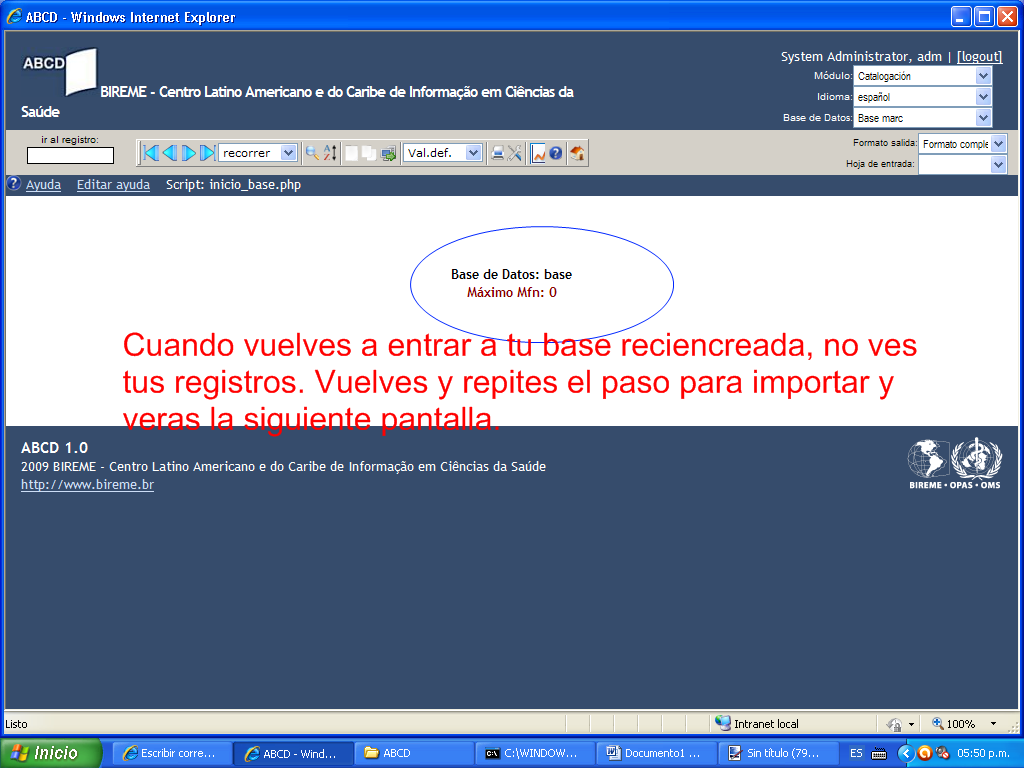 ABCD - Windows Internet Explorer
ABCD
BIREME - Centro Latino Americano e do Caribe de Informação em Ciências da
Saúde
System Administrator, adm | [logout]
Módulo: Catalogación
Idioma: español
Base de Datos: Base marc
ir al registro:
recorrer
Val.def.
Formato salida: Formato comple
Hoja de entrada:
Ayuda Editar ayuda Script: inicio_base.php
Base de Datos: base
Máximo Mfn: 0
Cuando vuelves a entrar a tu base reciencreada, no ves
tus registros. Vuelves y repites el paso para importar y
veras la siguiente pantalla.
ABCD 1.0
2009 BIREME - Centro Latino Americano e do Caribe de Informação em Ciências da Saúde
http://www.bireme.br
BIREME • OPAS • OMS
Listo
Intranet local
100%
Inicio
Escribir corre...
ABCD - Wind...
ABCD
C:\WINDOW...
Documento1 ...
Sin título (79...
ES
05:50 p.m.